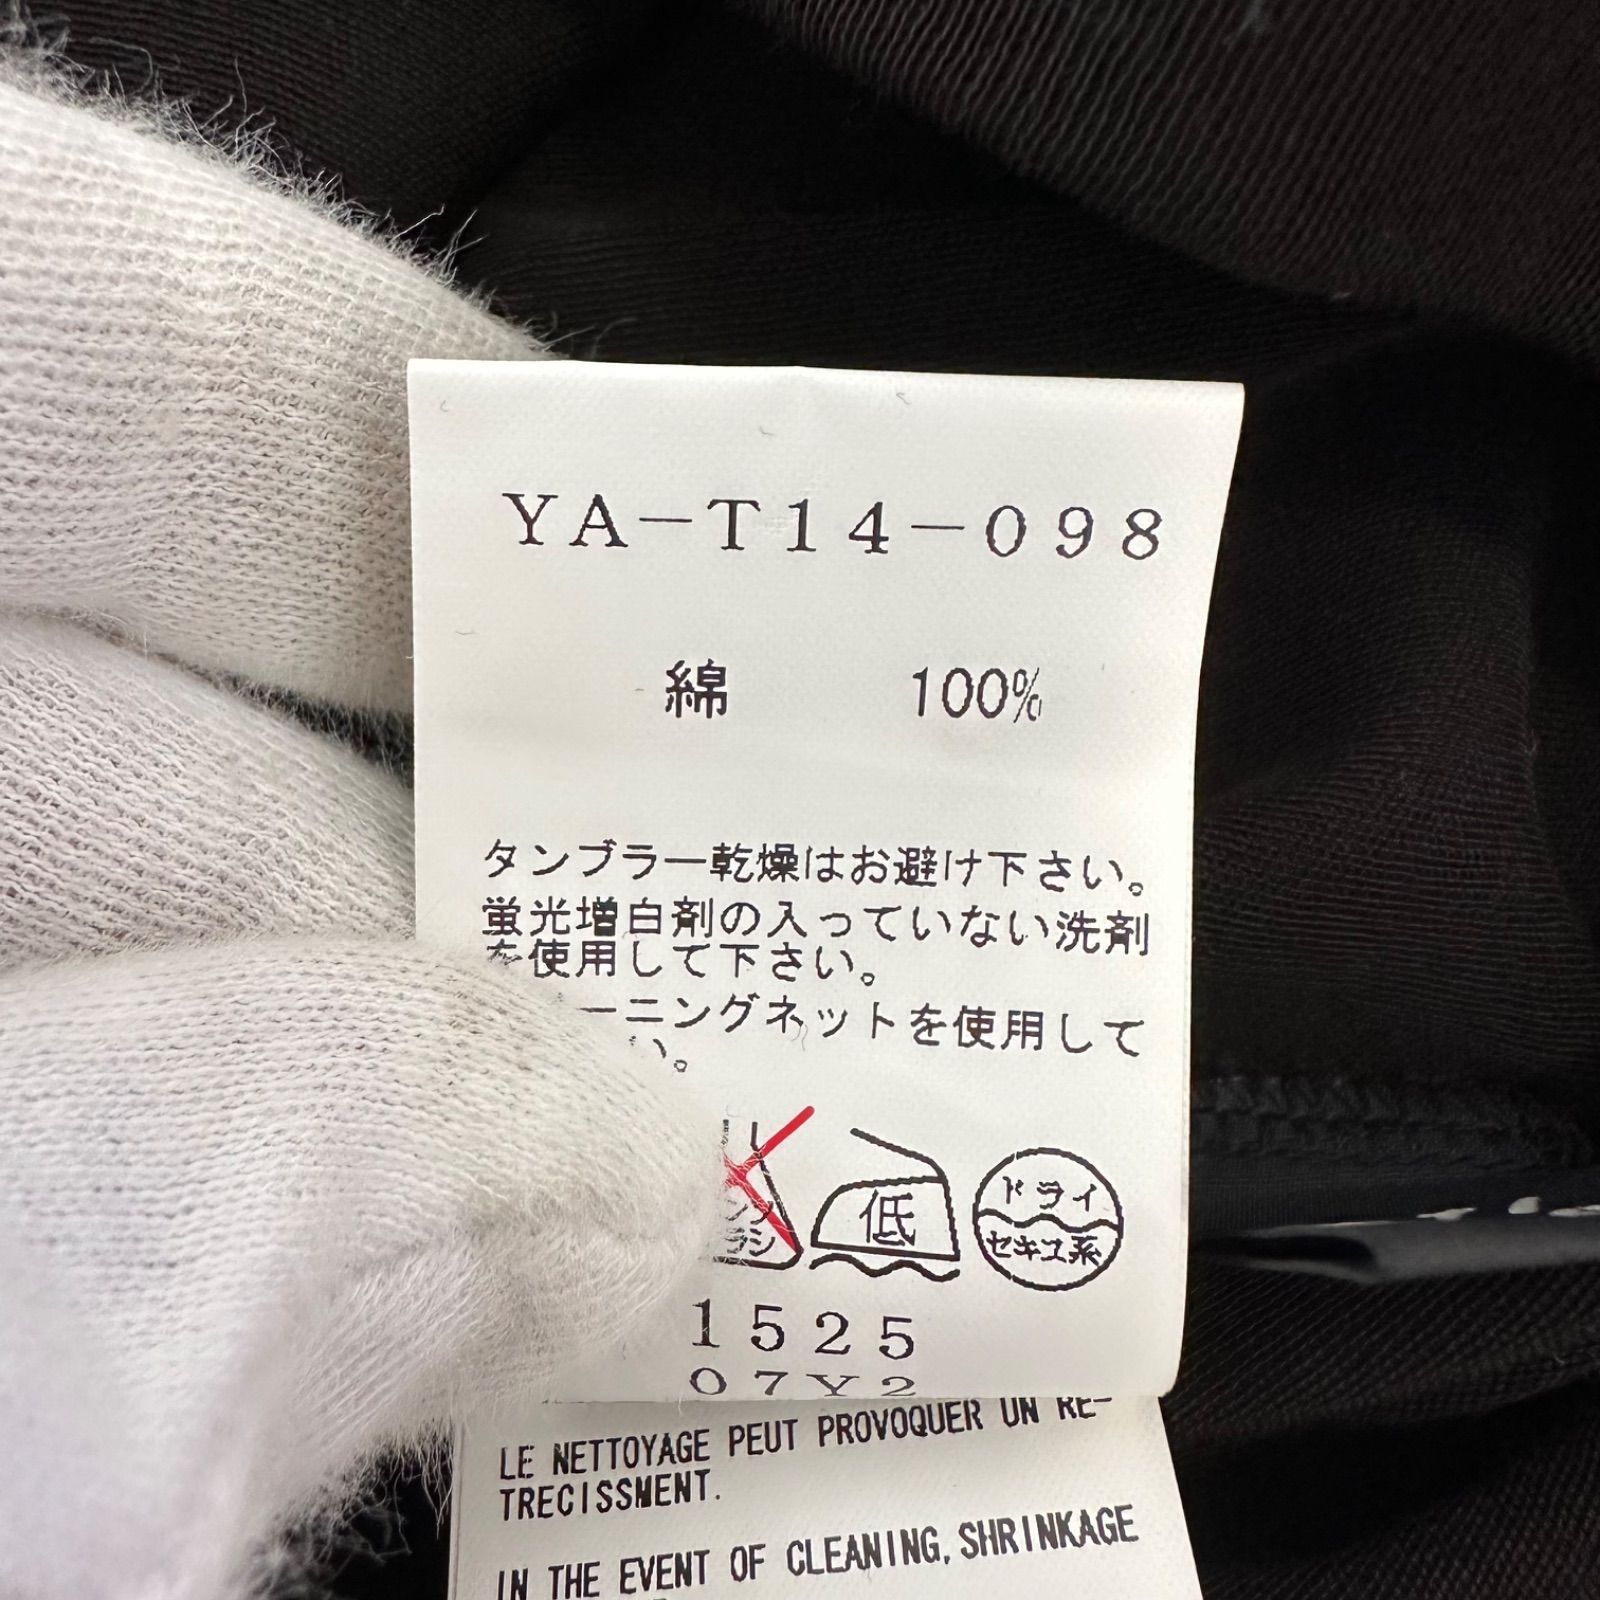 YA-T14-098
綿 100%
タンブラー乾燥はお避け下さい。
蛍光増白剤の入っていない洗剤
を使用して下さい。
ーニングネットを使用して
い。
低
ドライ
セキユ系
1525
07Y2
LE NETTOYAGE PEUT PROVOQUER UN RE-
TRECISSMENT.
IN THE EVENT OF CLEANING, SHRINKAGE